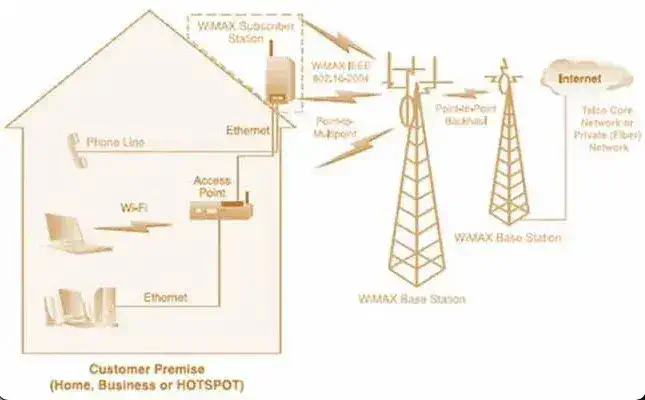 WiMAX Subscriber
Station
WiMAX IEEE
802.16-2004
Internet
Point-to-Point
Backhaul
Telco Core
Network or
Private (Fiber)
Network
Ethernet
Point-to-
Multipoint
Phone Line
Access
Point
Wi-Fi
WiMAX Base Station
WiMAX Base Station
Ethernet
Customer Premise
(Home, Business or HOTSPOT)